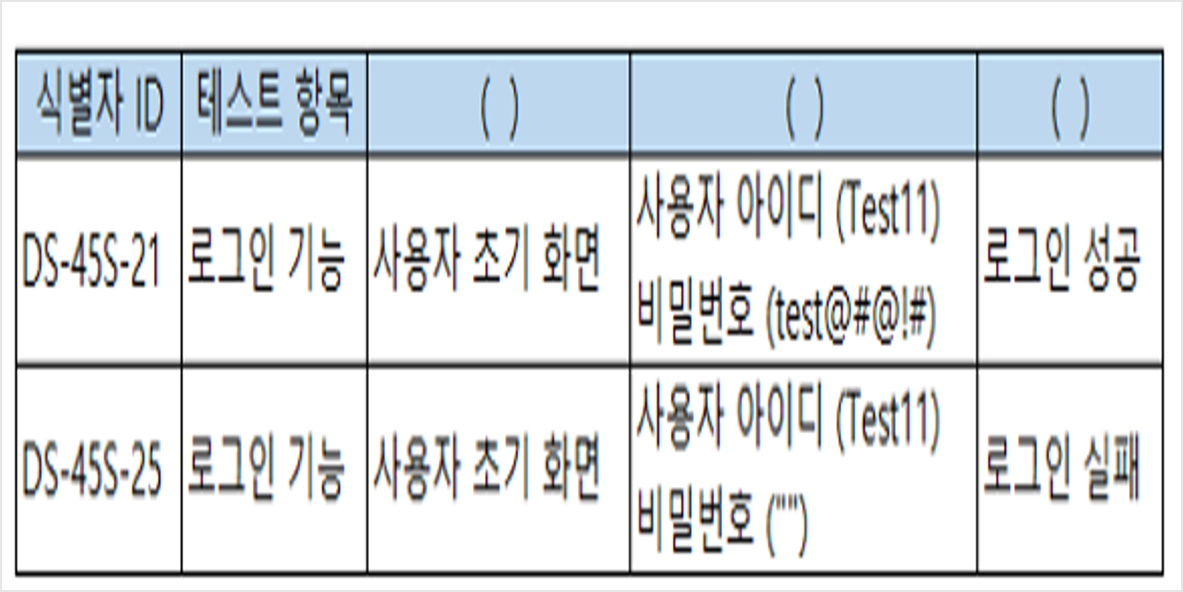 식별자 ID 테스트 항목 ( ) ( ) ( )
DS-45S-21 로그인 기능 사용자 초기 화면 사용자 아이디 (Test11) 로그인 성공
비밀번호 (test@#@!#)
DS-45S-25 로그인 기능 사용자 초기 화면 사용자 아이디 (Test11) 로그인 실패
비밀번호 ("")